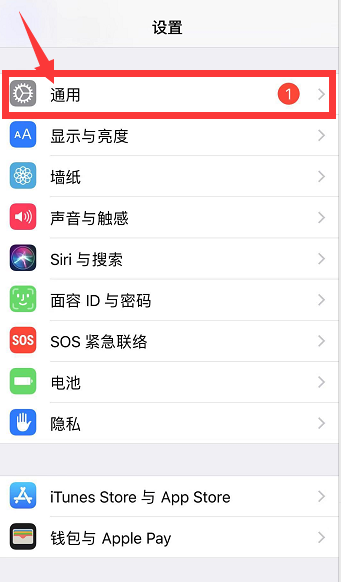 设置
通用
1
AA
显示与亮度
墙纸
声音与触感
Siri 与搜索
面容 ID 与密码
SOS
SOS 紧急联络
电池
隐私
iTunes Store 与 App Store
钱包与 Apple Pay